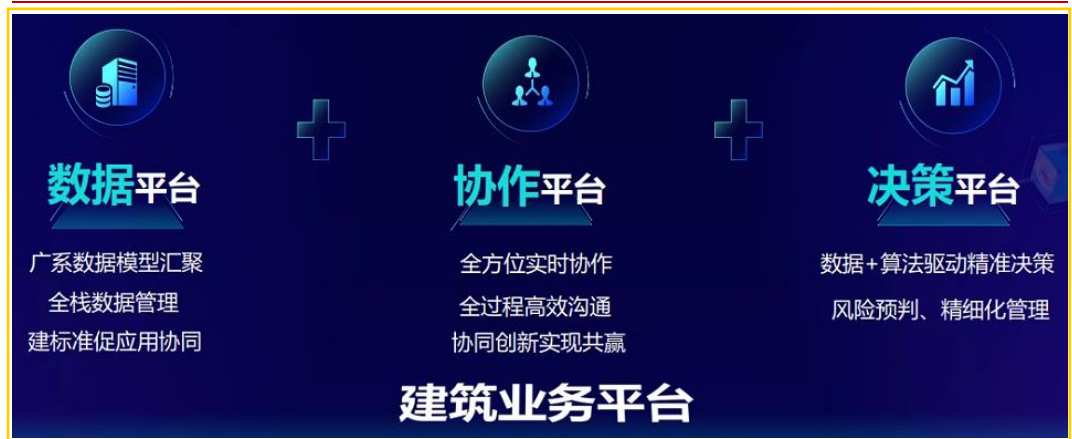 数据平台
广系数据模型汇聚
全栈数据管理
建标准促应用协同
协作平台
全方位实时协作
全过程高效沟通
协同创新实现共赢
决策平台
数据+算法驱动精准决策
风险预判、精细化管理
建筑业务平台